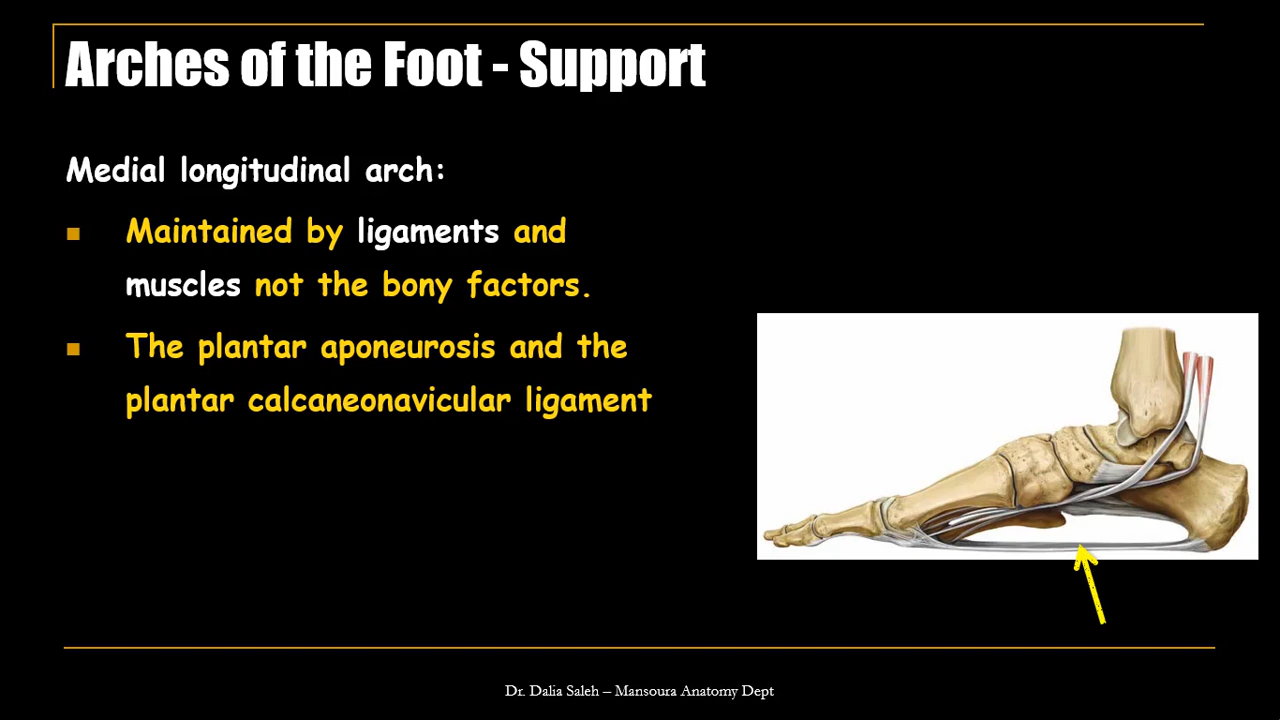 Arches of the Foot - Support
Medial longitudinal arch:
Maintained by ligaments and
muscles not the bony factors.
The plantar aponeurosis and the
plantar calcaneonavicular ligament
Dr. Dalia Saleh – Mansoura Anatomy Dept